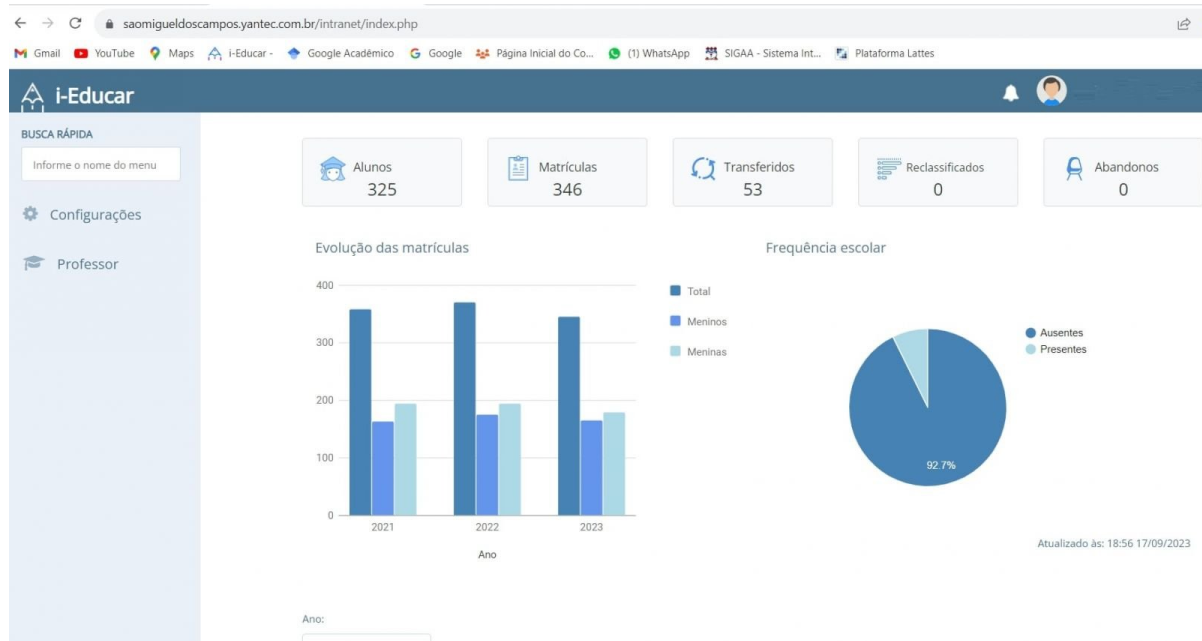 saomigueldoscampos.yantec.com.br/intranet/index.php
Gmail YouTube Maps i-Educar - Google Acadêmico Google Página Inicial do Co... (1) WhatsApp SIGAA - Sistema Int... Plataforma Lattes
i-Educar
BUSCA RÁPIDA
Informe o nome do menu
Configurações
Professor
Alunos
325
Matrículas
346
Transferidos
53
Reclassificados
0
Abandonos
0
Evolução das matrículas
400
300
200
100
0
2021 2022 2023
Ano
Total
Meninos
Meninas
Frequência escolar
92.7%
Ausentes
Presentes
Atualizado às: 18:56 17/09/2023
Ano: